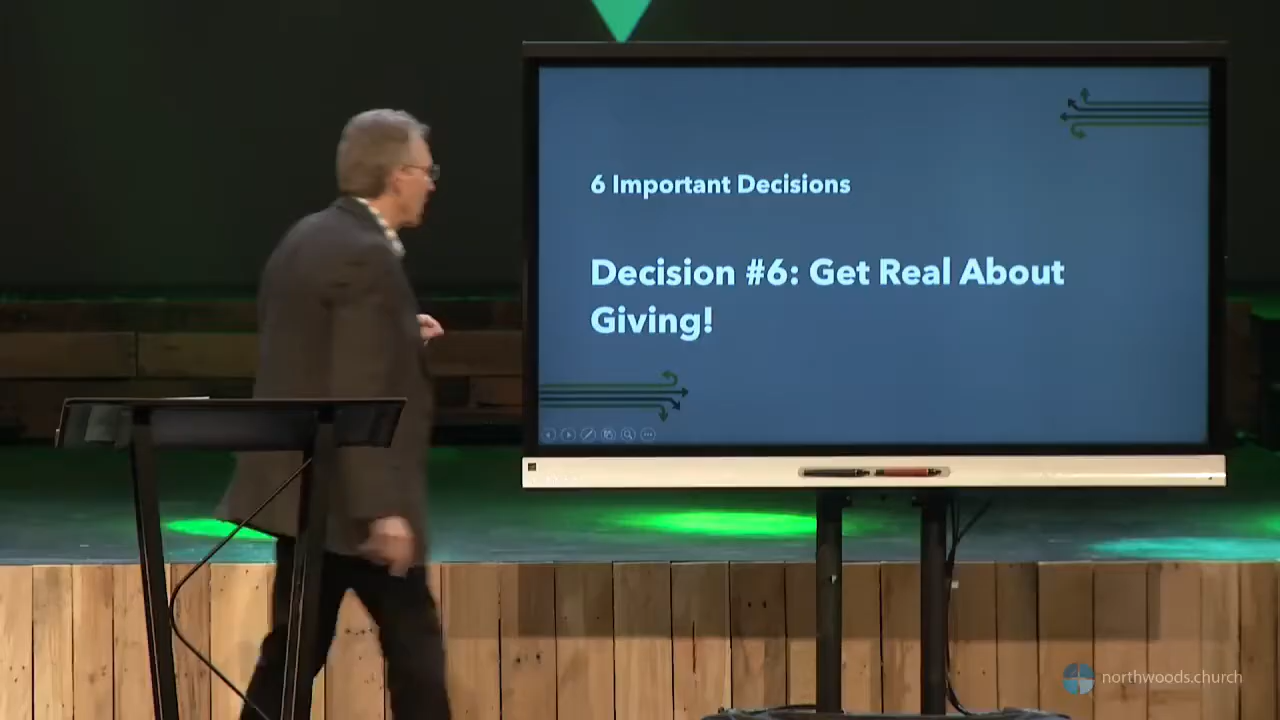 6 Important Decisions
Decision #6: Get Real About
Giving!
northwoods.church